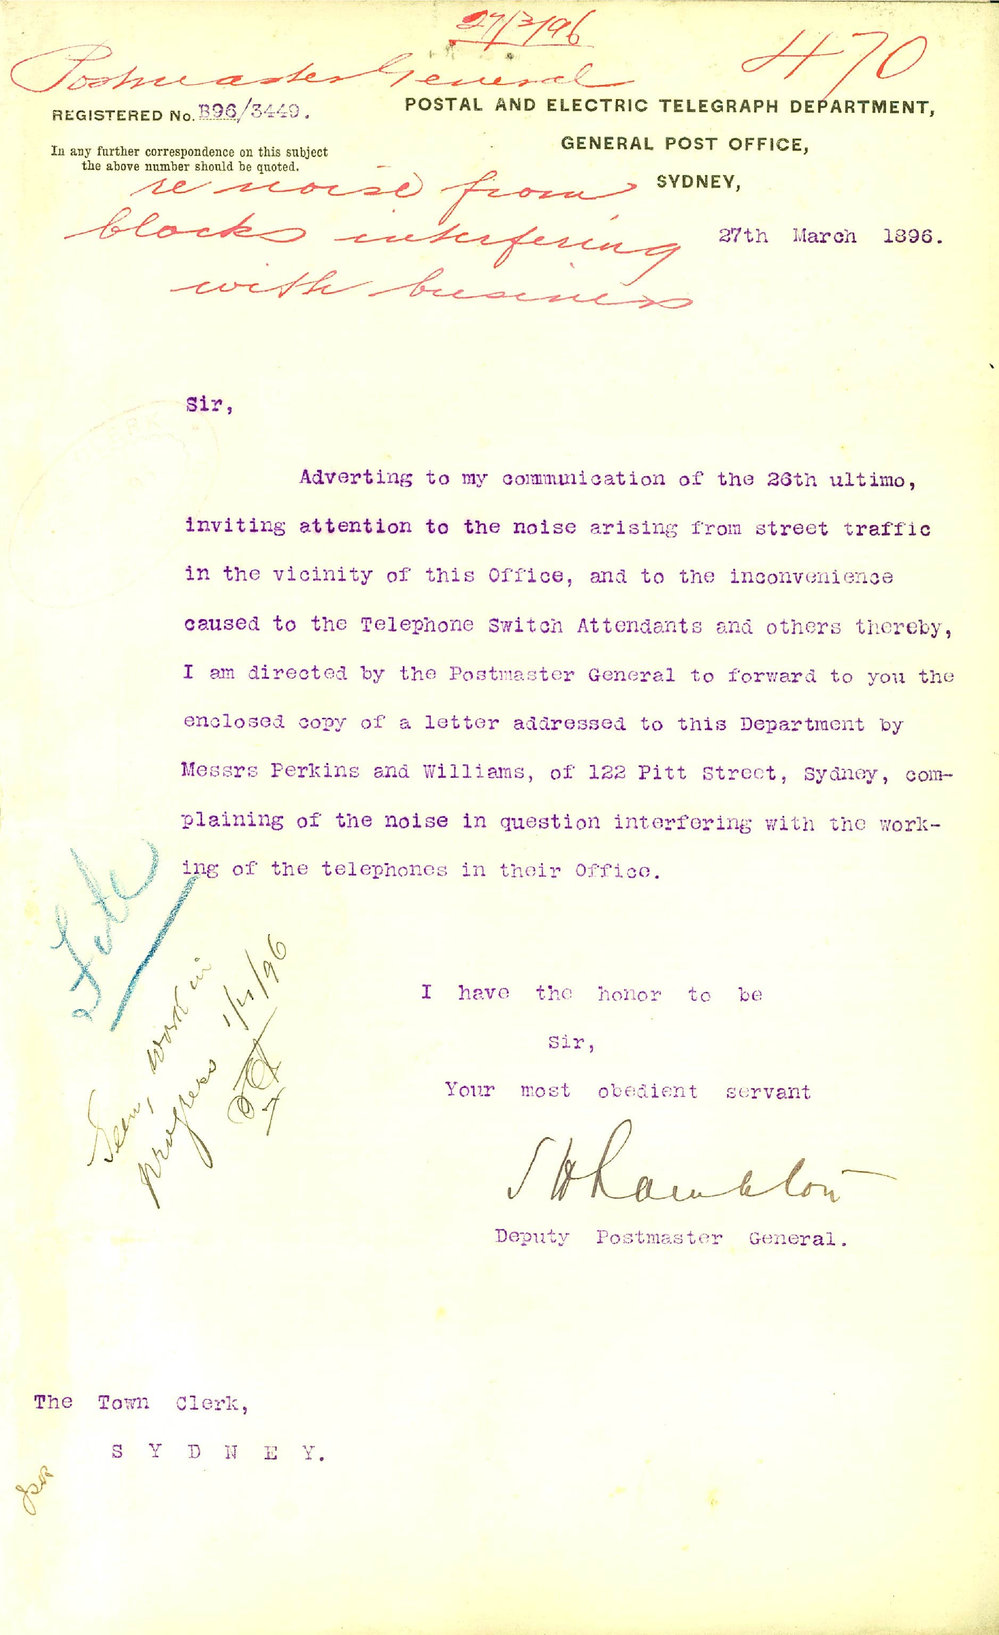 27/3/96
470
Postmaster General
REGISTERED No. B96/3449.
POSTAL AND ELECTRIC TELEGRAPH DEPARTMENT,
GENERAL POST OFFICE,
SYDNEY,
In any further correspondence on this subject
the above number should be quoted.
re noise from
blocks interfering
with business
27th March 1896.
Sir,
Adverting to my communication of the 26th ultimo,
inviting attention to the noise arising from street traffic
in the vicinity of this Office, and to the inconvenience
caused to the Telephone Switch Attendants and others thereby,
I am directed by the Postmaster General to forward to you the
enclosed copy of a letter addressed to this Department by
Messrs Perkins and Williams, of 122 Pitt Street, Sydney, com-
plaining of the noise in question interfering with the work-
ing of the telephones in their Office.
File
Seen, work in
progress 1/4/96
I have the honor to be
Sir,
Your most obedient servant
S H Lambton
Deputy Postmaster General.
The Town Clerk,
SYDNEY.